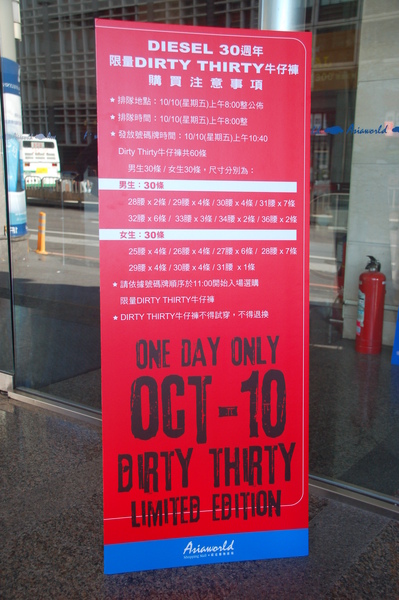 DIESEL 30週年
限量DIRTY THIRTY牛仔褲
購買注意事項
★ 排隊地點：10/10(星期五)上午8:00整公佈
★ 排隊時間：10/10(星期五)上午8:00整
★ 發放號碼牌時間：10/10(星期五)上午10:40
Dirty Thirty牛仔褲共60條
男生30條 / 女生30條，尺寸分別為：
男生：30條
28腰 x 2條 / 29腰 x 4條 / 30腰 x 4條 / 31腰 x 7條
32腰 x 6條 / 33腰 x 3條 / 34腰 x 2條 / 36腰 x 2條
女生：30條
25腰 x 4條 / 26腰 x 4條 / 27腰 x 6條 / 28腰 x 7條
29腰 x 4條 / 30腰 x 4條 / 31腰 x 1條
★ 請依據號碼牌順序於11:00開始入場選購
限量DIRTY THIRTY牛仔褲
★ DIRTY THIRTY牛仔褲不得試穿，不得退換
ONE DAY ONLY
OCT-10
DIRTY THIRTY
LIMITED EDITION
Asiaworld
Asiaworld